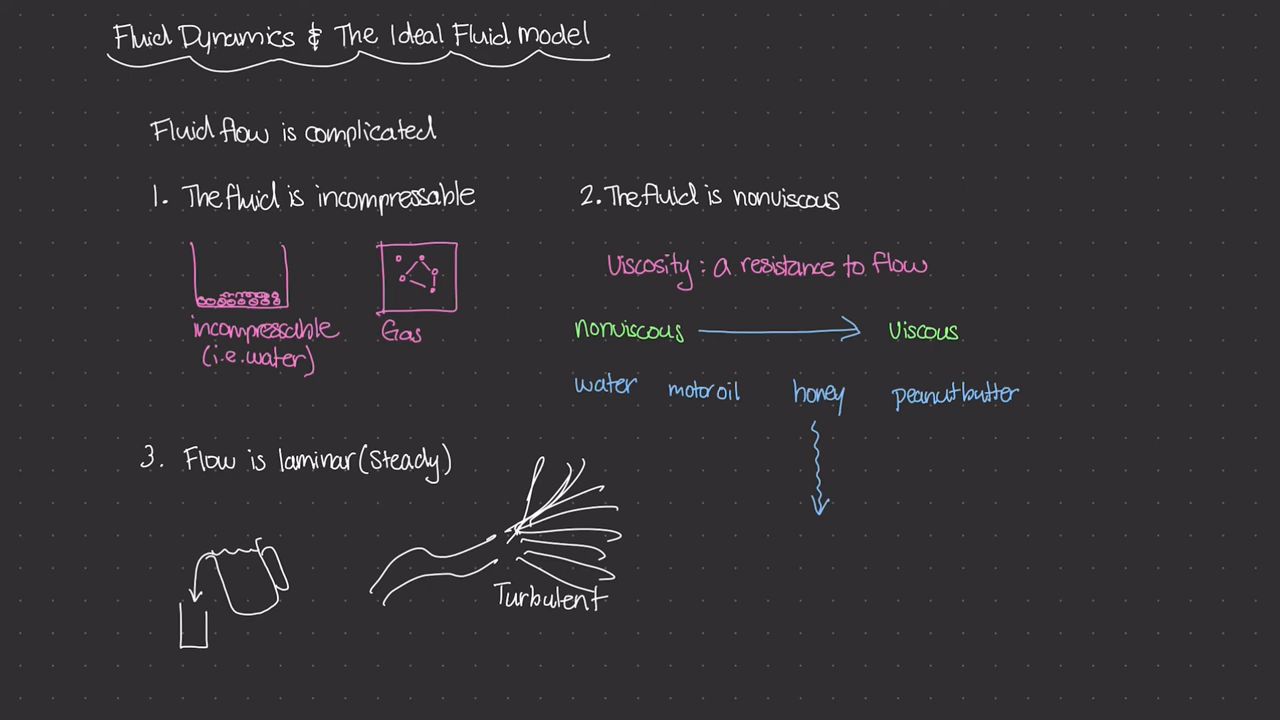 Fluid Dynamics & The Ideal Fluid model
Fluid flow is complicated
1. The fluid is incompressable
incompressable
(i.e. water)
Gas
2. The fluid is nonviscous
Viscosity: a resistance to flow
nonviscous
viscous
water motor oil honey peanut butter
3. Flow is laminar (steady)
Turbulent